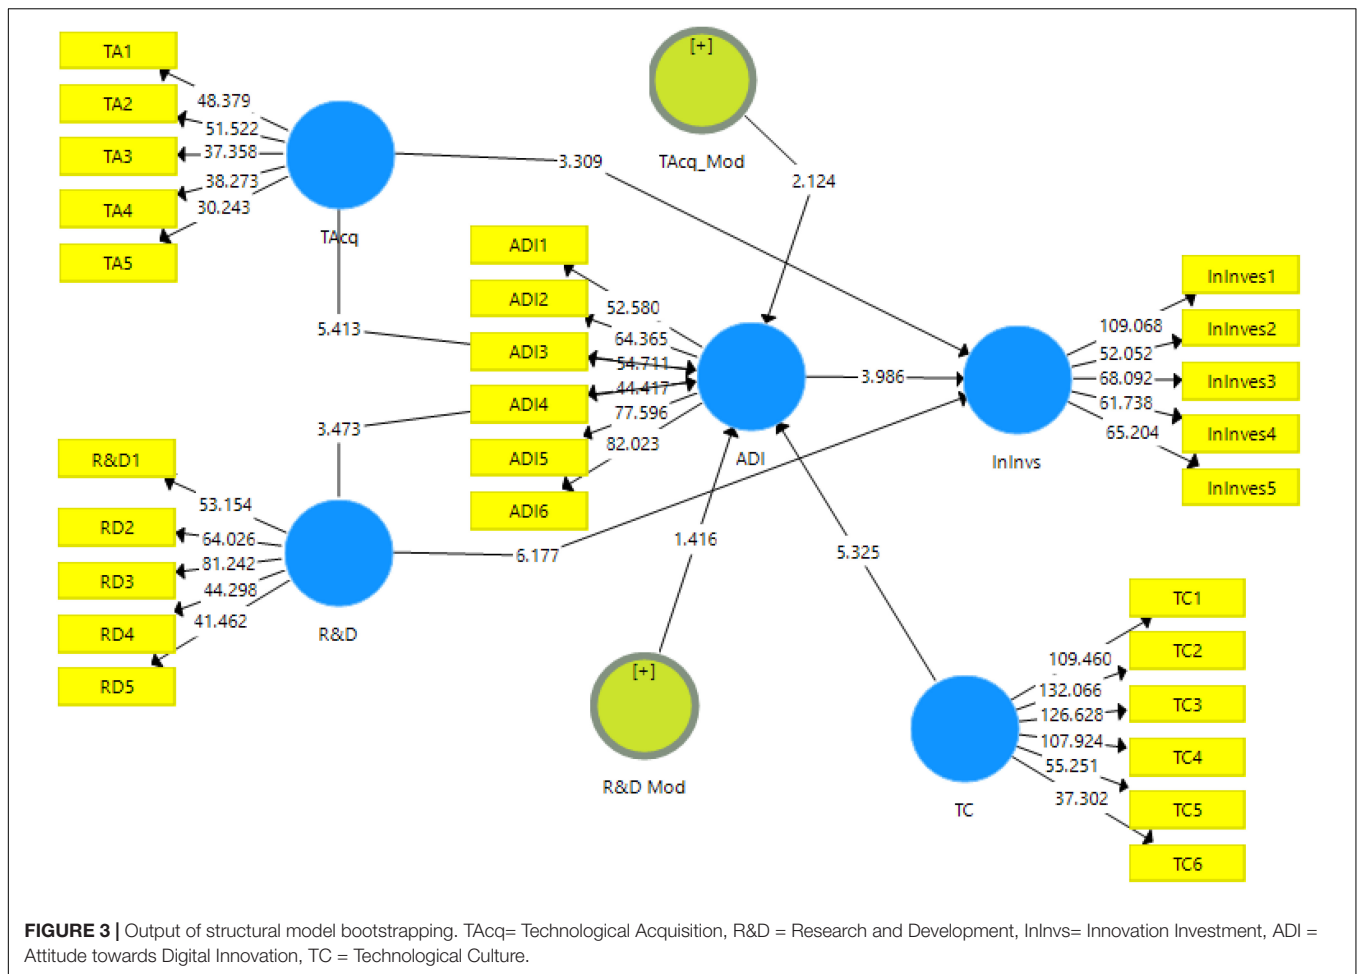 TA1
TA2
TA3
TA4
TA5
48.379
51.522
37.358
38.273
30.243
TAcq
[+]
TAcq_Mod
3.309
2.124
5.413
ADI1
ADI2
ADI3
ADI4
ADI5
ADI6
52.580
64.365
54.711
44.417
77.596
82.023
ADI
3.986
InInvs
109.068
52.052
68.092
61.738
65.204
InInves1
InInves2
InInves3
InInves4
InInves5
3.473
R&D1
RD2
RD3
RD4
RD5
53.154
64.026
81.242
44.298
41.462
R&D
6.177
1.416
5.325
[+]
R&D Mod
TC
109.460
132.066
126.628
107.924
55.251
37.302
TC1
TC2
TC3
TC4
TC5
TC6
FIGURE 3 | Output of structural model bootstrapping. TAcq= Technological Acquisition, R&D = Research and Development, InInvs= Innovation Investment, ADI =
Attitude towards Digital Innovation, TC = Technological Culture.